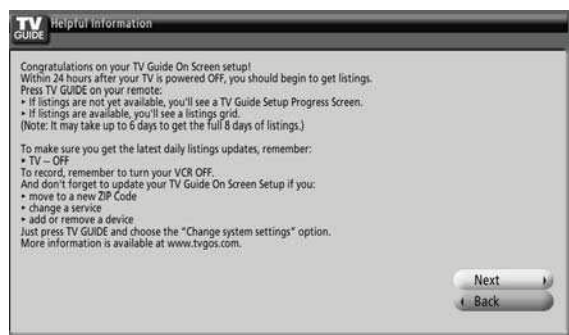 TV
GUIDE
Helpful Information
Congratulations on your TV Guide On Screen setup!
Within 24 hours after your TV is powered OFF, you should begin to get listings.
Press TV GUIDE on your remote:
▸ If listings are not yet available, you'll see a TV Guide Setup Progress Screen.
▸ If listings are available, you'll see a listings grid.
(Note: It may take up to 6 days to get the full 8 days of listings.)
To make sure you get the latest daily listings updates, remember:
▸ TV – OFF
To record, remember to turn your VCR OFF.
And don't forget to update your TV Guide On Screen Setup if you:
▸ move to a new ZIP Code
▸ change a service
▸ add or remove a device
Just press TV GUIDE and choose the "Change system settings" option.
More information is available at www.tvgos.com.
Next
Back